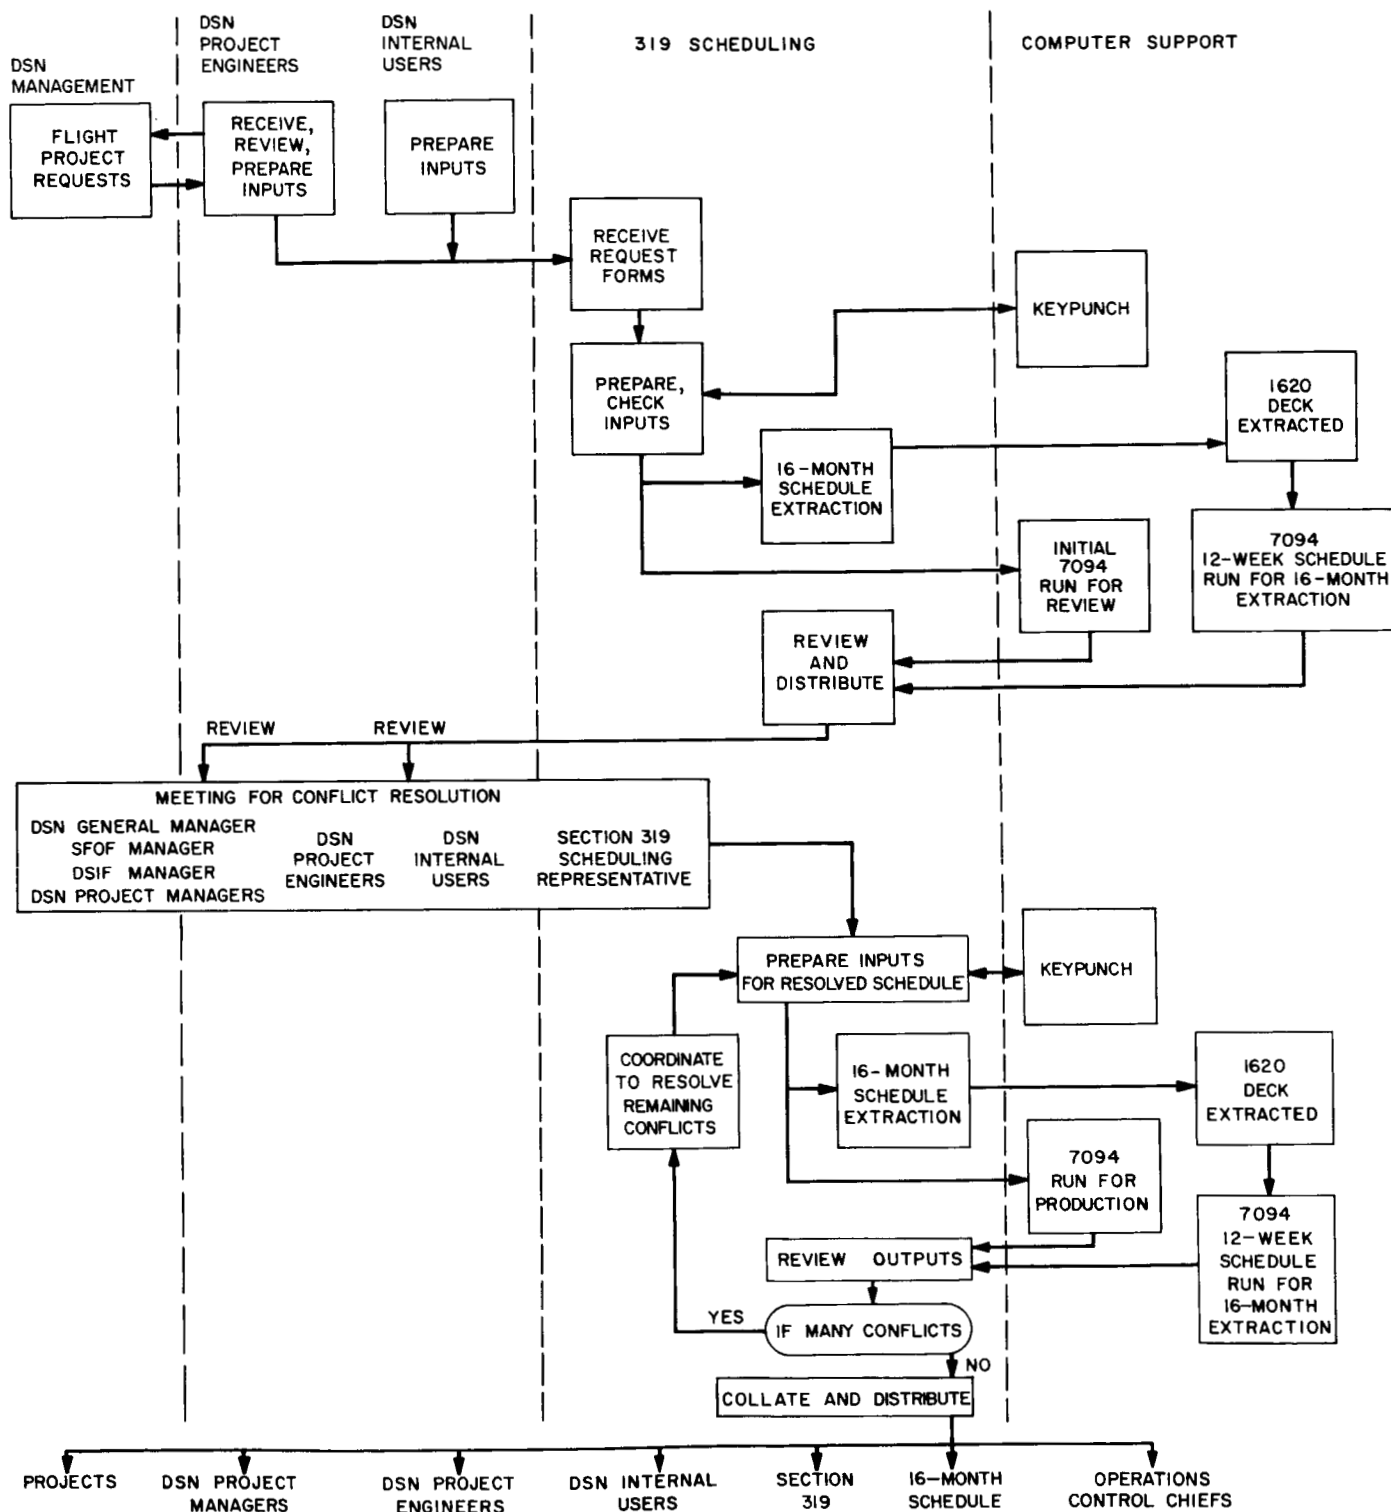 DSN
MANAGEMENT
DSN
PROJECT
ENGINEERS
DSN
INTERNAL
USERS
319 SCHEDULING
COMPUTER SUPPORT
FLIGHT
PROJECT
REQUESTS
RECEIVE,
REVIEW,
PREPARE
INPUTS
PREPARE
INPUTS
RECEIVE
REQUEST
FORMS
KEYPUNCH
PREPARE,
CHECK
INPUTS
1620
DECK
EXTRACTED
16-MONTH
SCHEDULE
EXTRACTION
INITIAL
7094
RUN FOR
REVIEW
7094
12-WEEK SCHEDULE
RUN FOR 16-MONTH
EXTRACTION
REVIEW
AND
DISTRIBUTE
REVIEW
REVIEW
MEETING FOR CONFLICT RESOLUTION
DSN GENERAL MANAGER
SFOF MANAGER
DSIF MANAGER
DSN PROJECT MANAGERS
DSN
PROJECT
ENGINEERS
DSN
INTERNAL
USERS
SECTION 319
SCHEDULING
REPRESENTATIVE
PREPARE INPUTS
FOR RESOLVED SCHEDULE
KEYPUNCH
COORDINATE
TO RESOLVE
REMAINING
CONFLICTS
16-MONTH
SCHEDULE
EXTRACTION
1620
DECK
EXTRACTED
7094
RUN FOR
PRODUCTION
7094
12-WEEK
SCHEDULE
RUN FOR
16-MONTH
EXTRACTION
REVIEW OUTPUTS
YES
IF MANY CONFLICTS
NO
COLLATE AND DISTRIBUTE
PROJECTS
DSN PROJECT
MANAGERS
DSN PROJECT
ENGINEERS
DSN INTERNAL
USERS
SECTION
319
16-MONTH
SCHEDULE
OPERATIONS
CONTROL CHIEFS